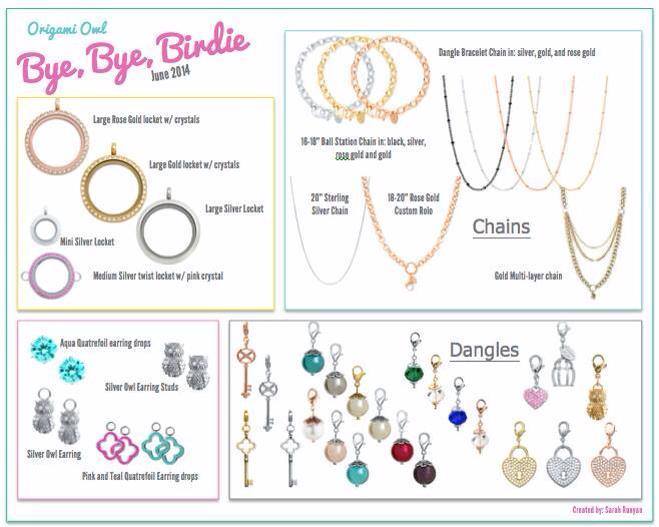 Origami Owl
Bye, Bye, Birdie
June 2014
Large Rose Gold locket w/ crystals
Large Gold locket w/ crystals
Large Silver Locket
Mini Silver Locket
Medium Silver twist locket w/ pink crystal
Dangle Bracelet Chain in: silver, gold, and rose gold
16-18" Ball Station Chain in: black, silver,
rose gold and gold
20" Sterling
Silver Chain
16-20" Rose Gold
Custom Rolo
Chains
Gold Multi-layer chain
Aqua Quatrefoil earring drops
Silver Owl Earring Studs
Silver Owl Earring
Pink and Teal Quatrefoil Earring drops
Dangles
Created by: Sarah Runyan